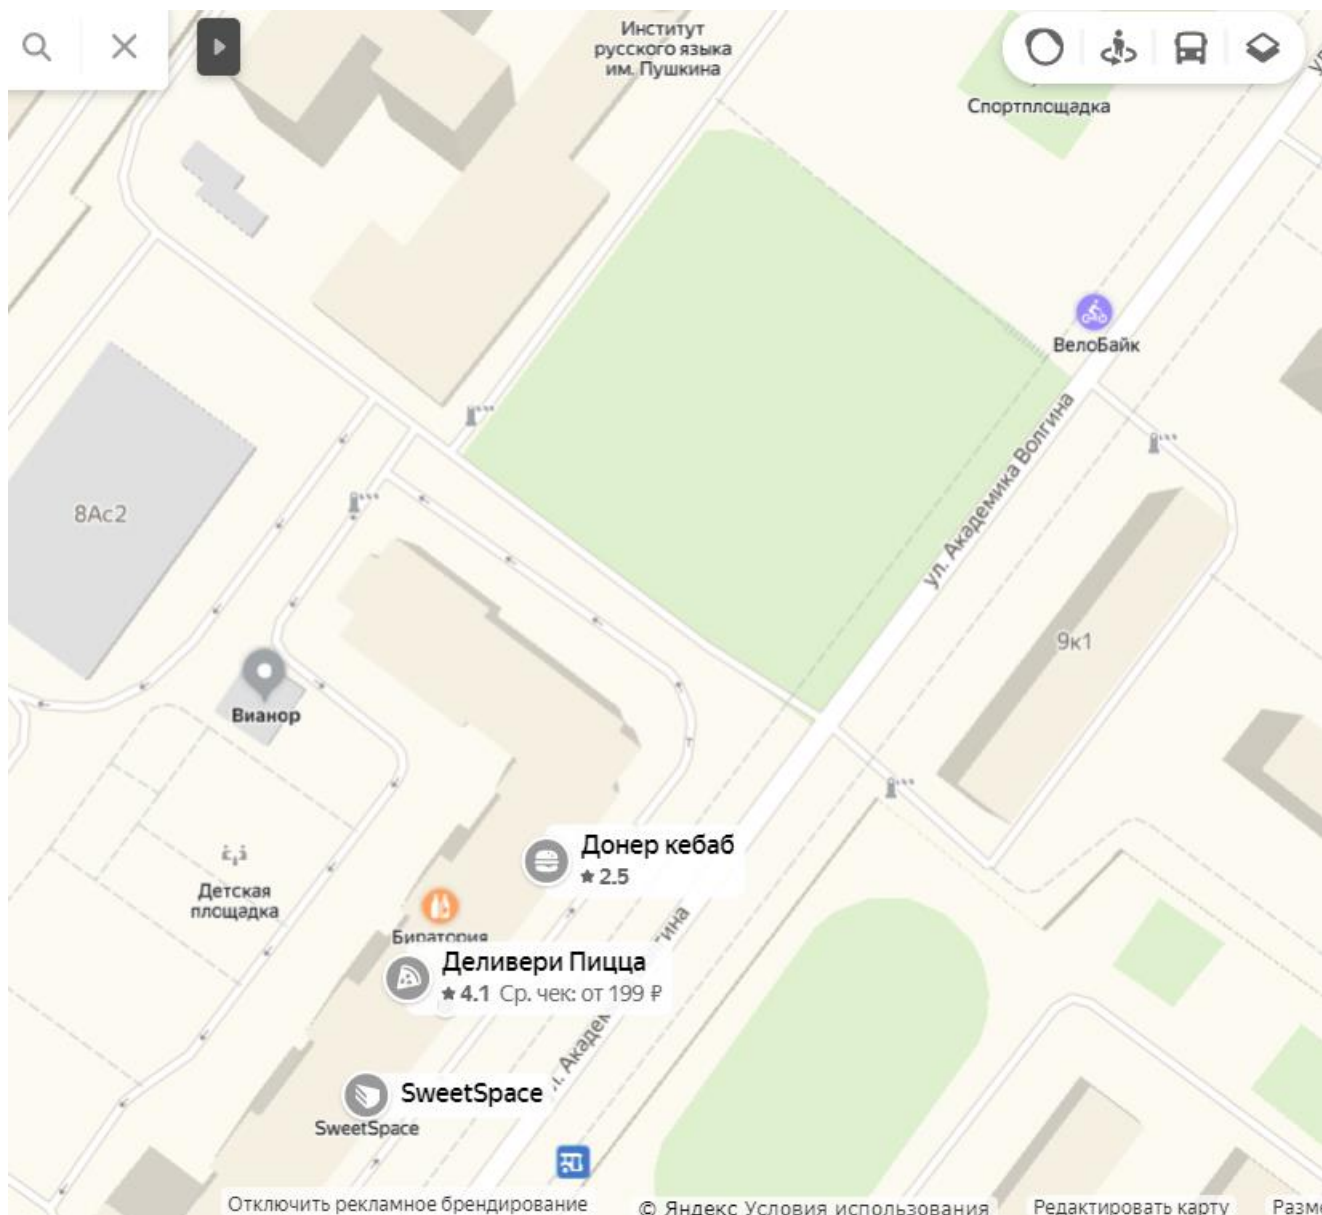 Институт
русского языка
им. Пушкина
Спортплощадка
ВелоБайк
ул. Академика Волгина
8Ас2
9к1
Вианор
Донер кебаб
2.5
Детская
площадка
Биратория
Деливери Пицца
4.1 Ср. чек: от 199 ₽
SweetSpace
SweetSpace
Отключить рекламное брендирование
© Яндекс Условия использования
Редактировать карту